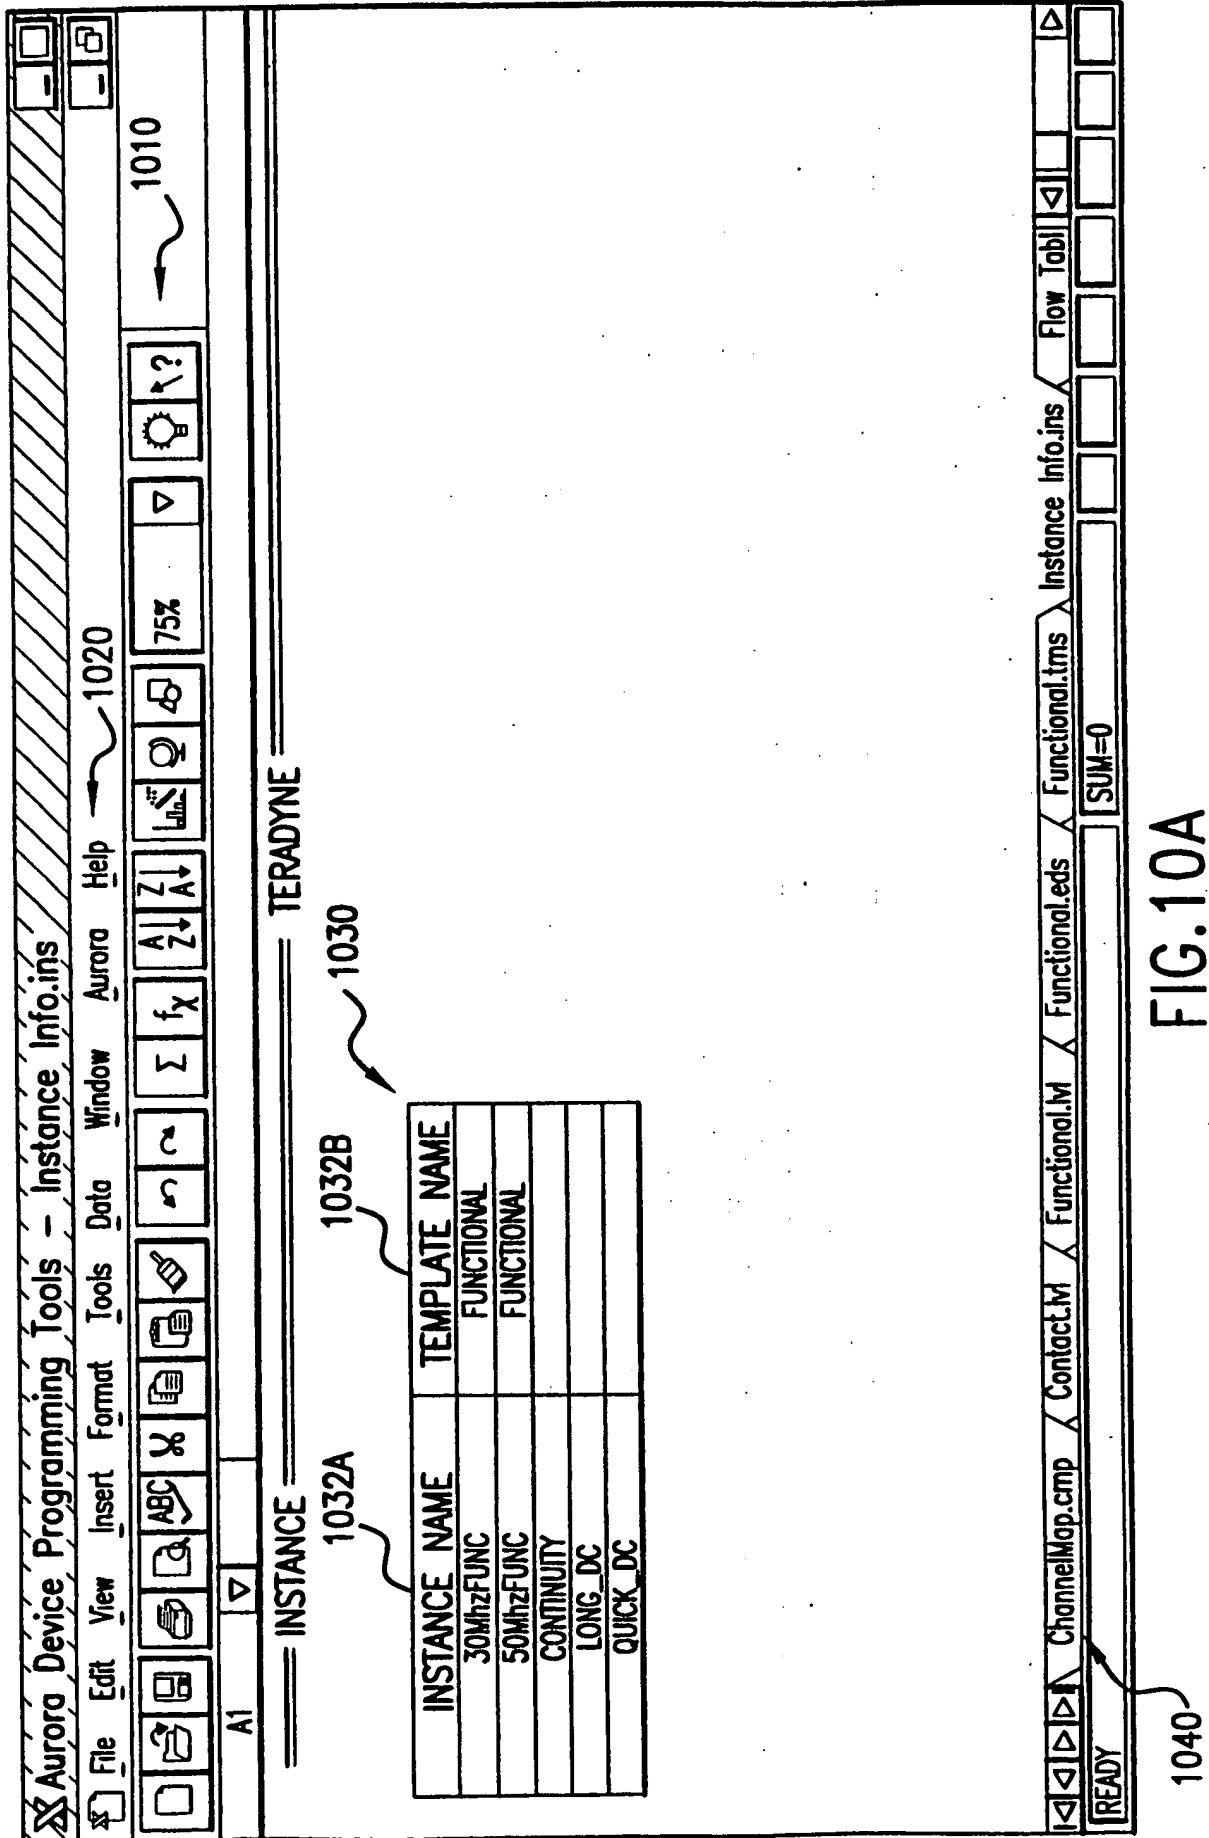 Aurora Device Programming Tools – Instance Info.ins
File Edit View Insert Format Tools Data Window Aurora Help
1020
ABC Σ fχ A Z Z A 75% ?
1010
A1
INSTANCE TERADYNE
1032A
1032B
1030
INSTANCE NAME TEMPLATE NAME
30MhzFUNC FUNCTIONAL
50MhzFUNC FUNCTIONAL
CONTINUITY
LONG_DC
QUICK_DC
ChannelMap.cmp Contact.lvl Functional.lvl Functional.eds Functional.tms Instance Info.ins Flow Tabl
READY SUM=0
1040
FIG.10A